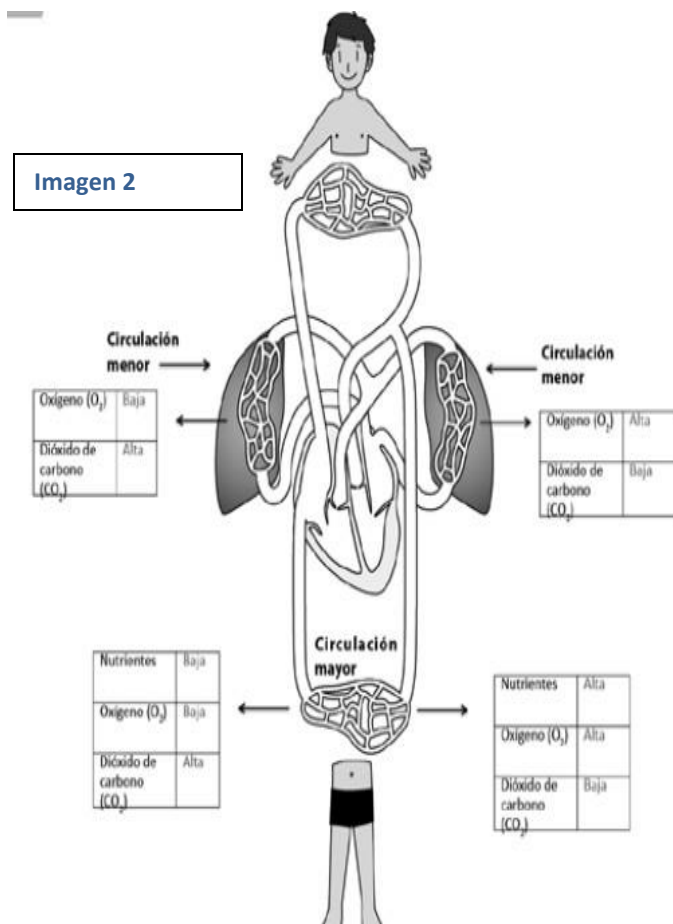 Imagen 2
Circulación
menor
Oxígeno (O₂) Baja
Dióxido de Alta
carbono
(CO₂)
Circulación
menor
Oxígeno (O₂) Alta
Dióxido de Baja
carbono
(CO₂)
Circulación
mayor
Nutrientes Baja
Oxígeno (O₂) Baja
Dióxido de Alta
carbono
(CO₂)
Nutrientes Alta
Oxígeno (O₂) Alta
Dióxido de Baja
carbono
(CO₂)